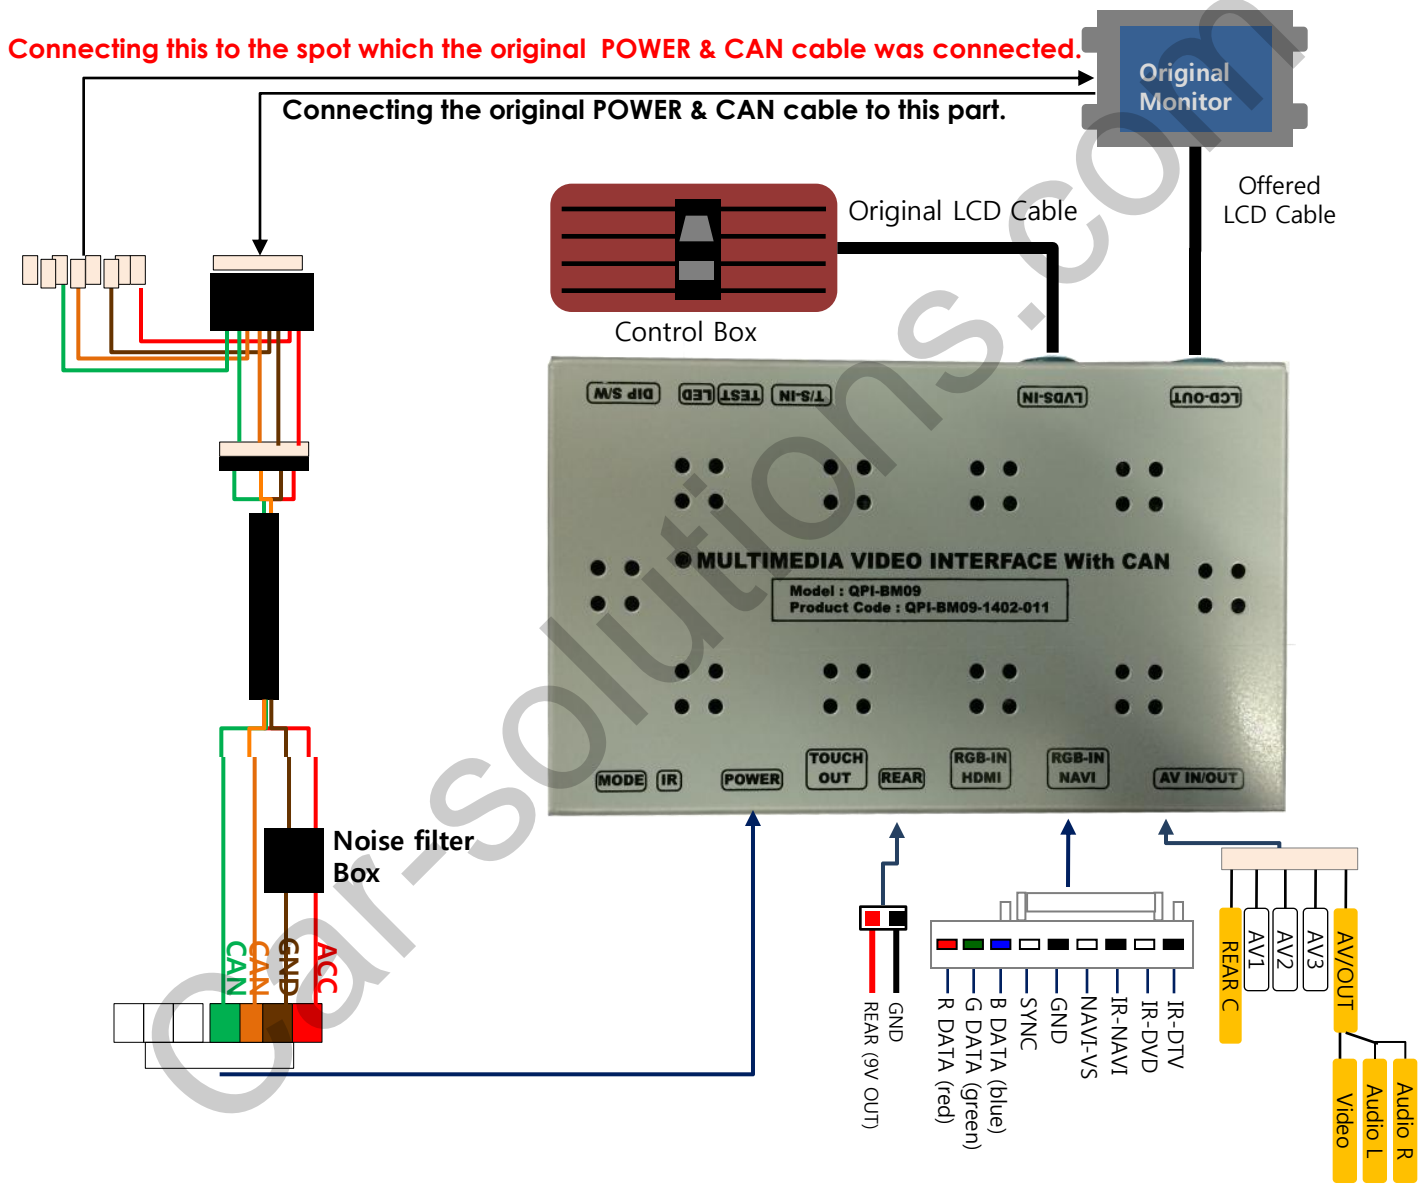 Connecting this to the spot which the original POWER & CAN cable was connected.
Connecting the original POWER & CAN cable to this part.
Original
Monitor
Offered
LCD Cable
Original LCD Cable
Control Box
DIP S/W
LED
TEST
T/S-IN
LVDS-IN
LCD-OUT
MULTIMEDIA VIDEO INTERFACE With CAN
Model : QPI-BM09
Product Code : QPI-BM09-1402-011
MODE
IR
POWER
TOUCH
OUT
REAR
RGB-IN
HDMI
RGB-IN
NAVI
AV IN/OUT
Noise filter
Box
CAN
CAN
GND
ACC
REAR (9V OUT)
GND
R DATA (red)
G DATA (green)
B DATA (blue)
SYNC
GND
NAVI-VS
IR-NAVI
IR-DVD
IR-DTV
REAR C
AV1
AV2
AV3
AV/OUT
Video
Audio L
Audio R
Car-solutions.com